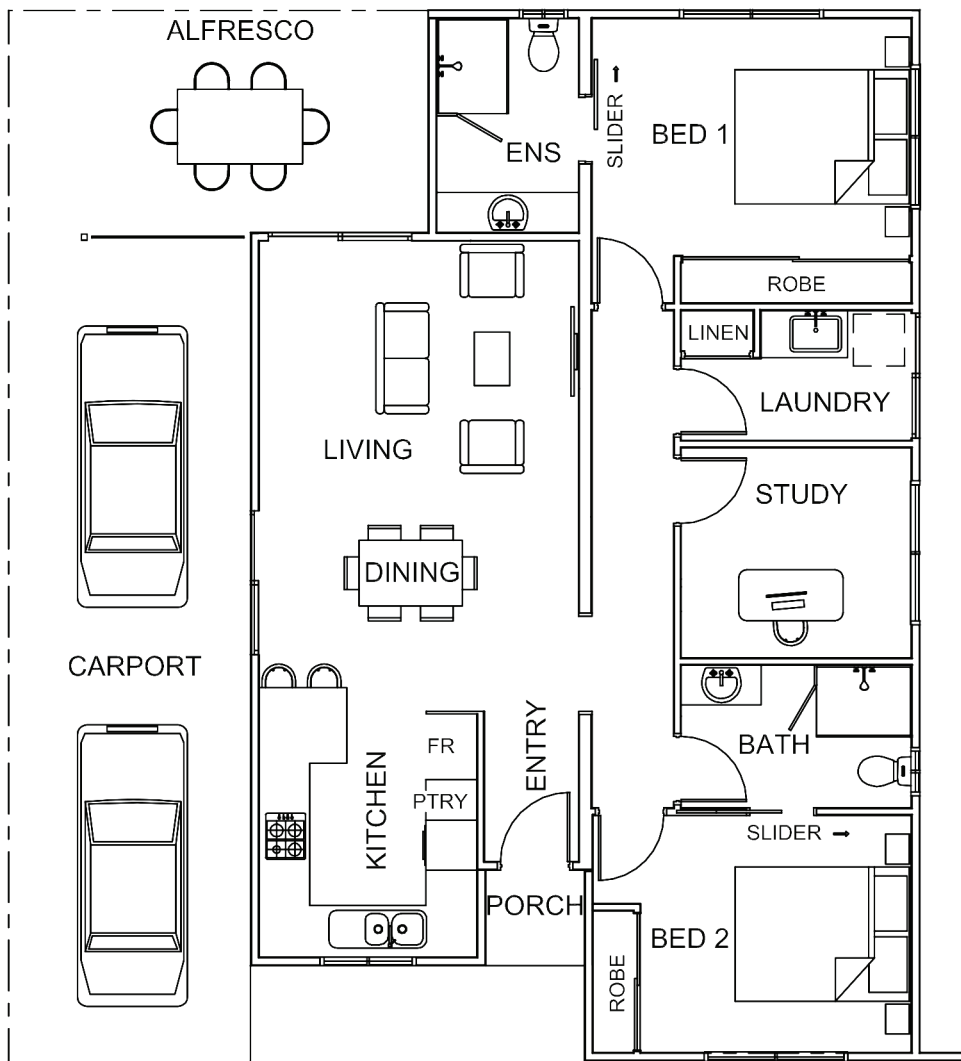 ALFRESCO
SLIDER
BED 1
ENS
ROBE
LINEN
LAUNDRY
LIVING
STUDY
DINING
CARPORT
ENTRY
FR
BATH
KITCHEN
PTRY
SLIDER
PORCH
BED 2
ROBE